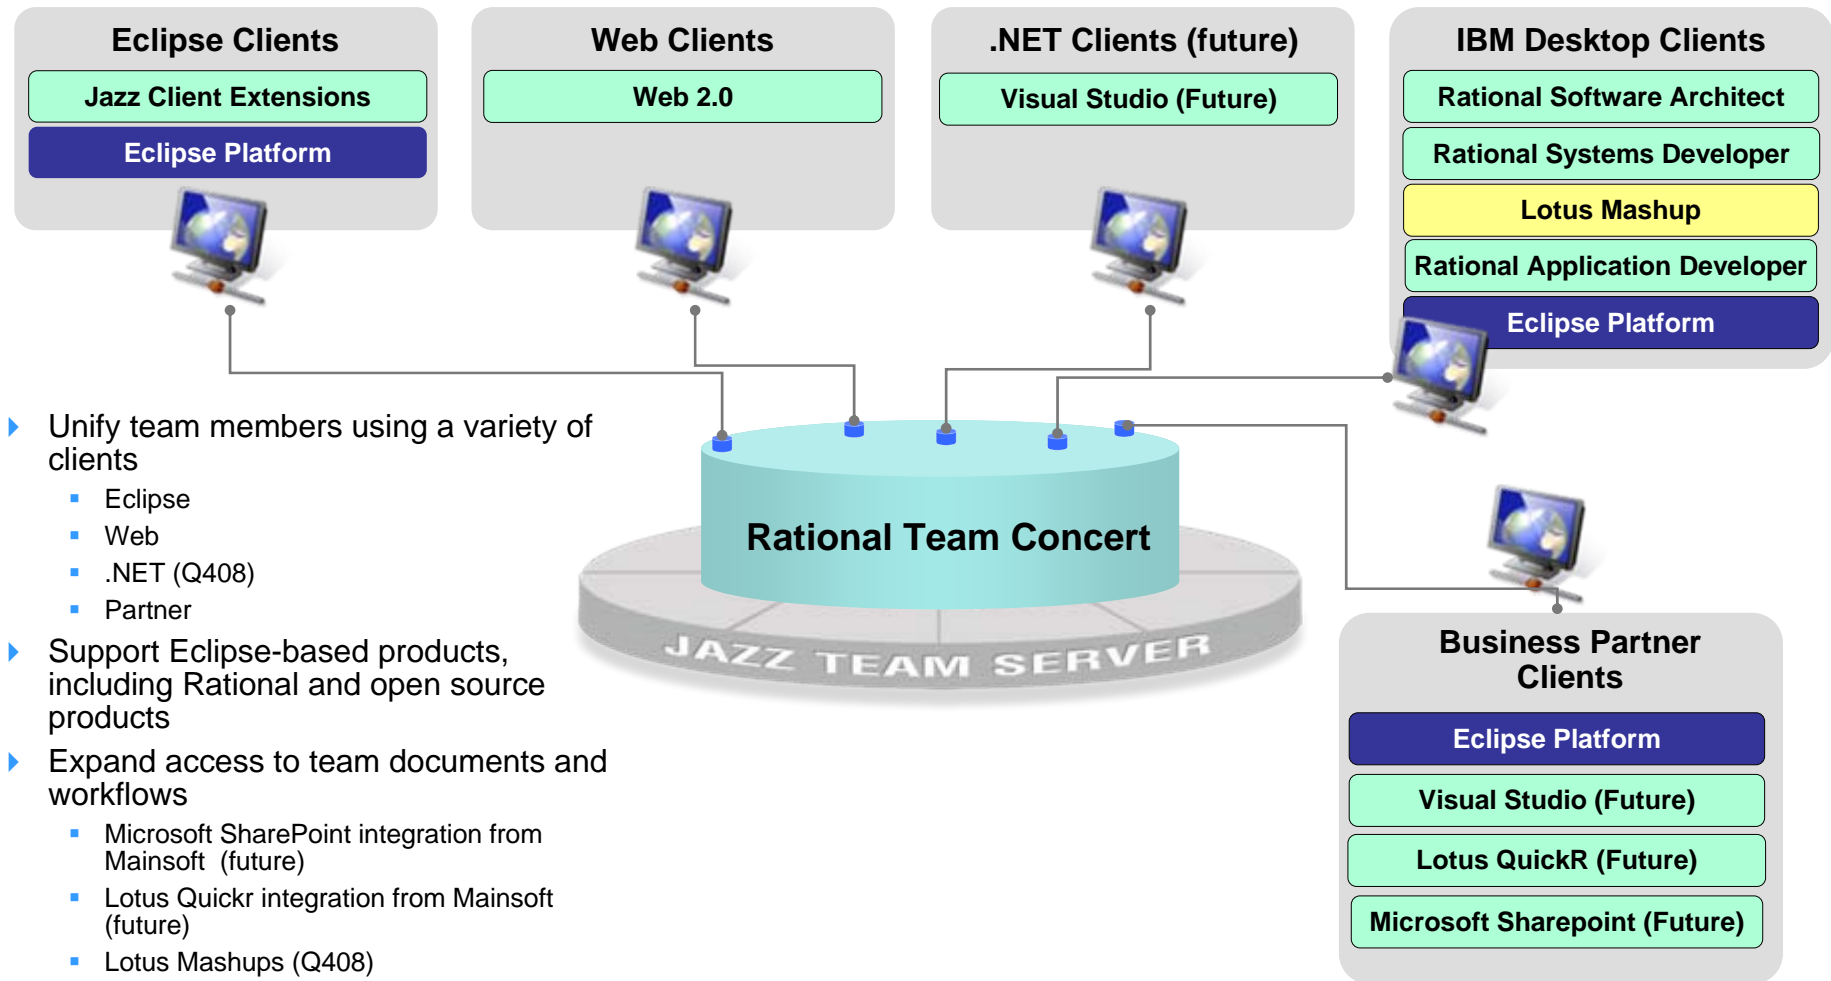 Eclipse Clients
Jazz Client Extensions
Eclipse Platform
Web Clients
Web 2.0
.NET Clients (future)
Visual Studio (Future)
IBM Desktop Clients
Rational Software Architect
Rational Systems Developer
Lotus Mashup
Rational Application Developer
Eclipse Platform
Unify team members using a variety of
clients
Eclipse
Web
.NET (Q408)
Partner
Support Eclipse-based products,
including Rational and open source
products
Expand access to team documents and
workflows
Microsoft SharePoint integration from
Mainsoft (future)
Lotus Quickr integration from Mainsoft
(future)
Lotus Mashups (Q408)
Rational Team Concert
JAZZ TEAM SERVER
Business Partner
Clients
Eclipse Platform
Visual Studio (Future)
Lotus QuickR (Future)
Microsoft Sharepoint (Future)